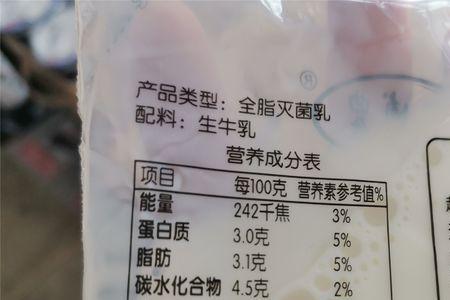 产品类型：全脂灭菌乳
配料：生牛乳
营养成分表
项目 每100克 营养素参考值%
能量 242千焦 3%
蛋白质 3.0克 5%
脂肪 3.1克 5%
碳水化合物 4.5克 2%